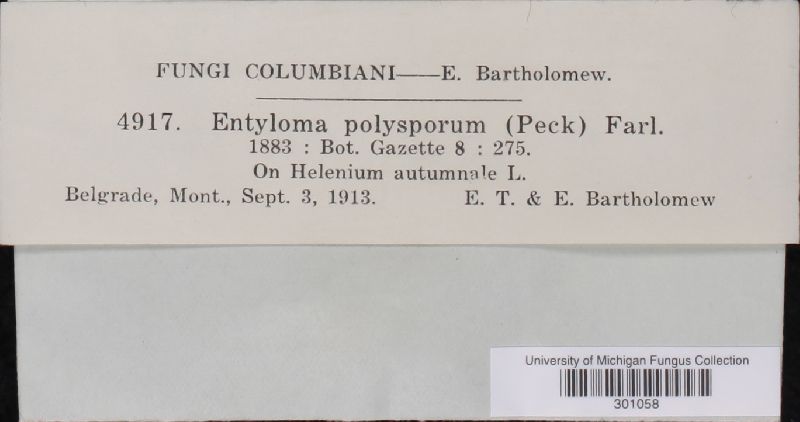 FUNGI COLUMBIANI——E. Bartholomew.
4917. Entyloma polysporum (Peck) Farl.
1883 : Bot. Gazette 8 : 275.
On Helenium autumnale L.
Belgrade, Mont., Sept. 3, 1913. E. T. & E. Bartholomew
University of Michigan Fungus Collection
301058